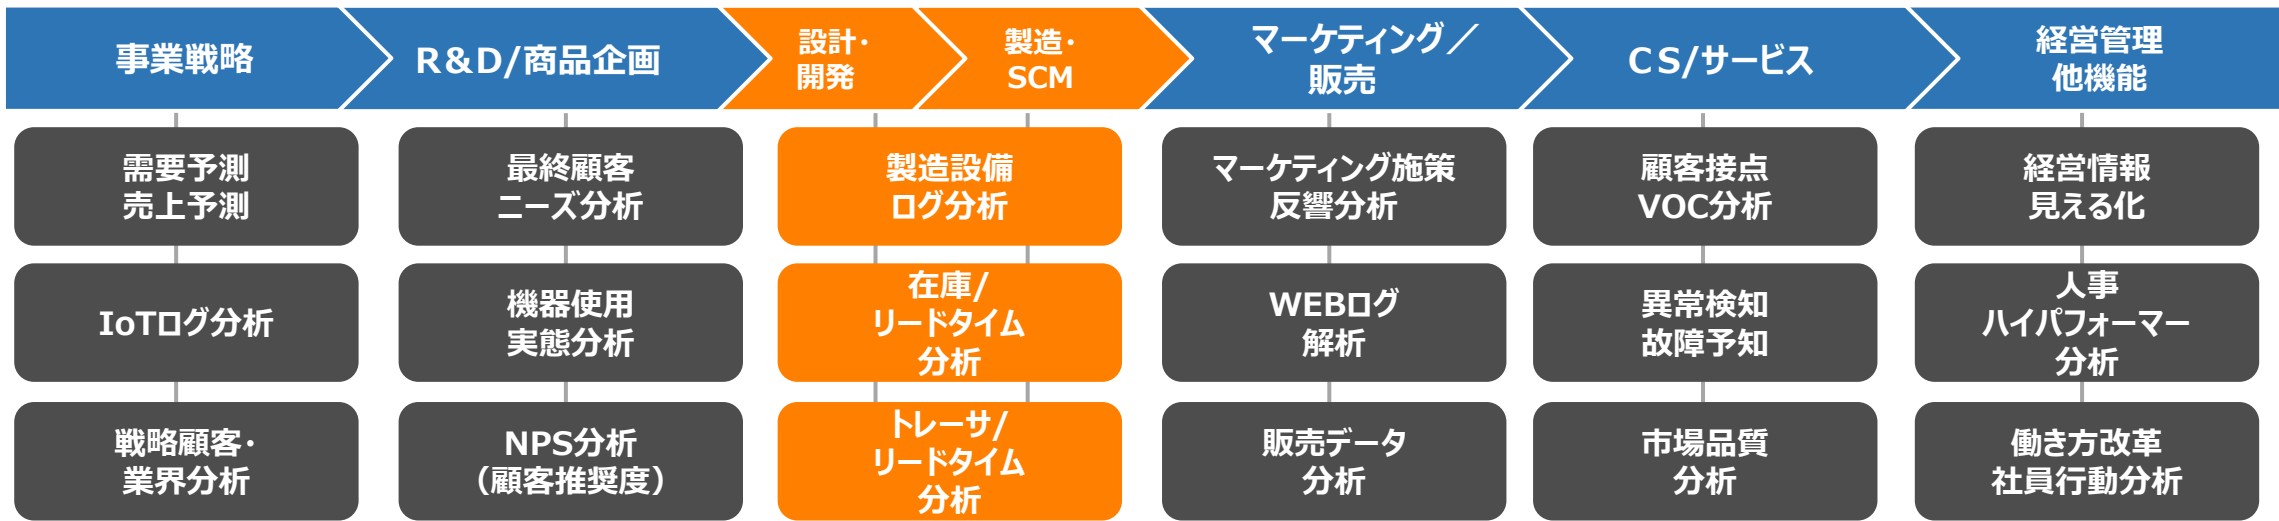 事業戦略
R&D/商品企画
設計・
開発
製造・
SCM
マーケティング／
販売
CS/サービス
経営管理
他機能
需要予測
売上予測
IoTログ分析
戦略顧客・
業界分析
最終顧客
ニーズ分析
機器使用
実態分析
NPS分析
（顧客推奨度）
製造設備
ログ分析
在庫/
リードタイム
分析
トレーサ/
リードタイム
分析
マーケティング施策
反響分析
WEBログ
解析
販売データ
分析
顧客接点
VOC分析
異常検知
故障予知
市場品質
分析
経営情報
見える化
人事
ハイパフォーマー
分析
働き方改革
社員行動分析